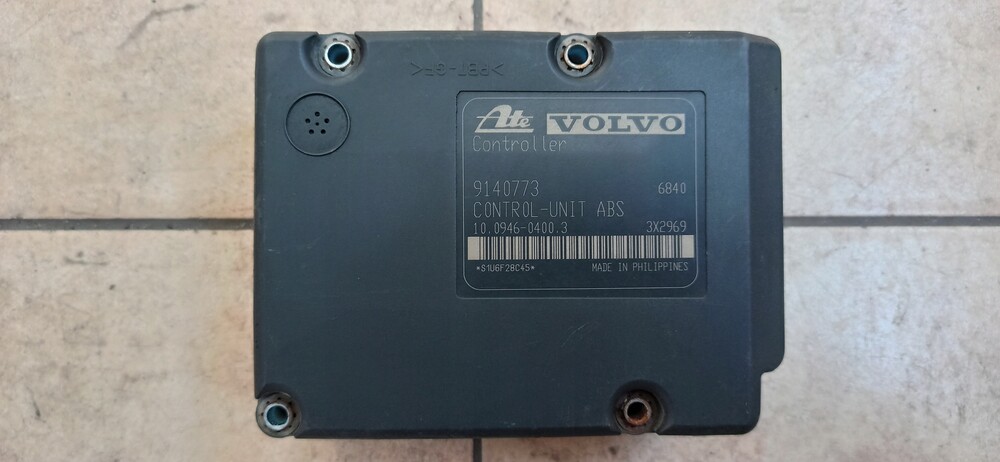 >PBT-GF<
Ate VOLVO
Controller
9140773 6840
CONTROL-UNIT ABS
10.0946-0400.3 3X2969
*S1U6F28C45* MADE IN PHILIPPINES